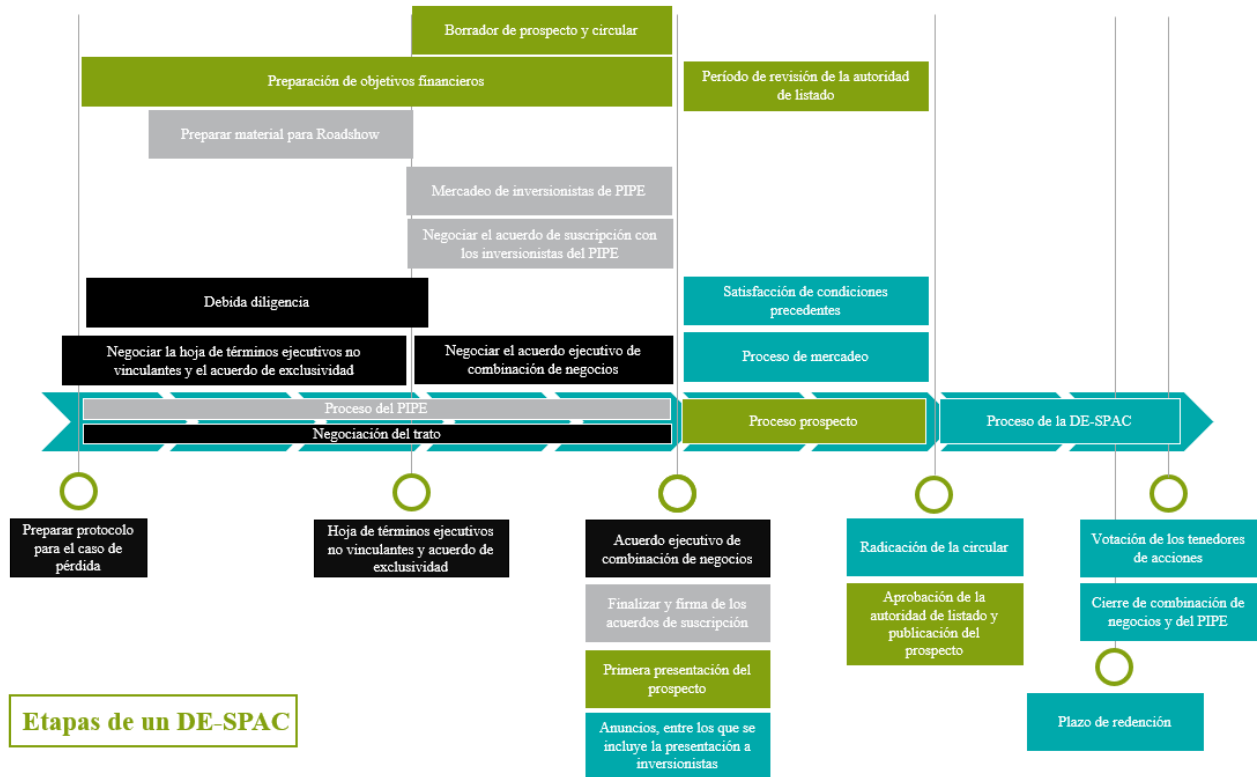 Borrador de prospecto y circular
Preparación de objetivos financieros
Período de revisión de la autoridad
de listado
Preparar material para Roadshow
Mercadeo de inversionistas de PIPE
Negociar el acuerdo de suscripción con
los inversionistas del PIPE
Debida diligencia
Satisfacción de condiciones
precedentes
Negociar la hoja de términos ejecutivos no
vinculantes y el acuerdo de exclusividad
Negociar el acuerdo ejecutivo de
combinación de negocios
Proceso de mercadeo
Proceso del PIPE
Negociación del trato
Proceso prospecto
Proceso de la DE-SPAC
Preparar protocolo
para el caso de
pérdida
Hoja de términos ejecutivos
no vinculantes y acuerdo de
exclusividad
Acuerdo ejecutivo de
combinación de negocios
Finalizar y firma de los
acuerdos de suscripción
Primera presentación del
prospecto
Anuncios, entre los que se
incluye la presentación a
inversionistas
Radicación de la circular
Aprobación de la
autoridad de listado y
publicación del
prospecto
Votación de los tenedores
de acciones
Cierre de combinación de
negocios y del PIPE
Plazo de redención
Etapas de un DE-SPAC